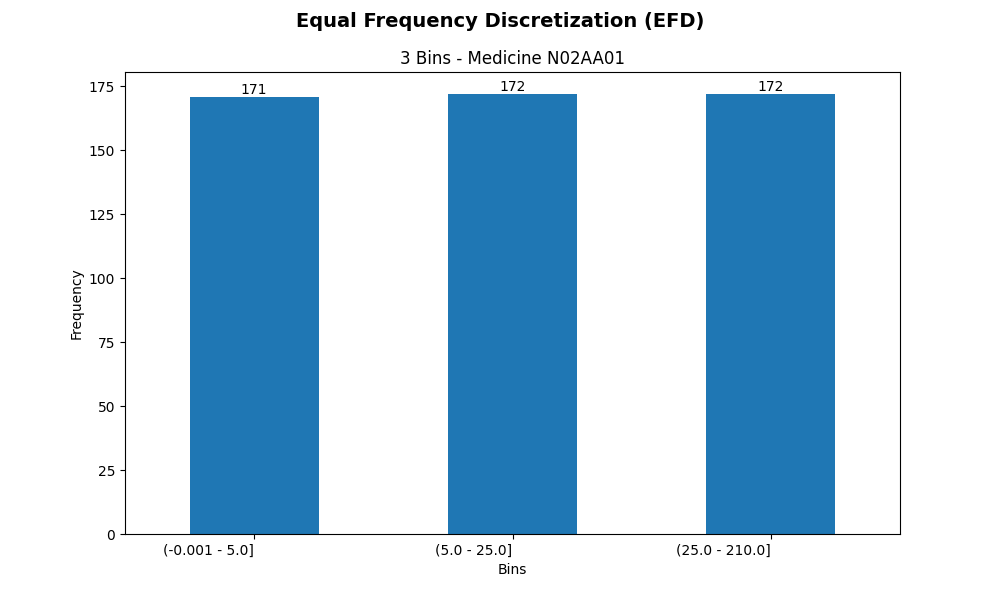 Equal Frequency Discretization (EFD)
3 Bins - Medicine N02AA01
175
150
125
100
75
50
25
0
Frequency
171
172
172
(-0.001 - 5.0]
(5.0 - 25.0]
(25.0 - 210.0]
Bins